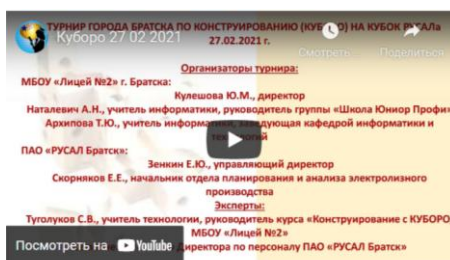 ТУРНИР ГОРОДА БРАТСКА ПО КОНСТРУИРОВАНИЮ (КУБОРО) НА КУБОК РУСАЛа
27.02.2021 г.
Куборо 27 02 2021
Смотреть ...
Поделиться
Организаторы турнира:
МБОУ «Лицей №2» г. Братска:
Кулешова Ю.М., директор
Наталевич А.Н., учитель информатики, руководитель группы «Школа Юниор Профи»
Архипова Т.Ю., учитель информатики, заведующая кафедрой информатики и
технологий
ПАО «РУСАЛ Братск»:
Зенкин Е.Ю., управляющий директор
Скорняков Е.Е., начальник отдела планирования и анализа электролизного
производства
Эксперты:
Туголуков С.В., учитель технологии, руководитель курса «Конструирование с КУБОРО
МБОУ «Лицей №2»
Директора по персоналу ПАО «РУСАЛ Братск»
Посмотреть на YouTube